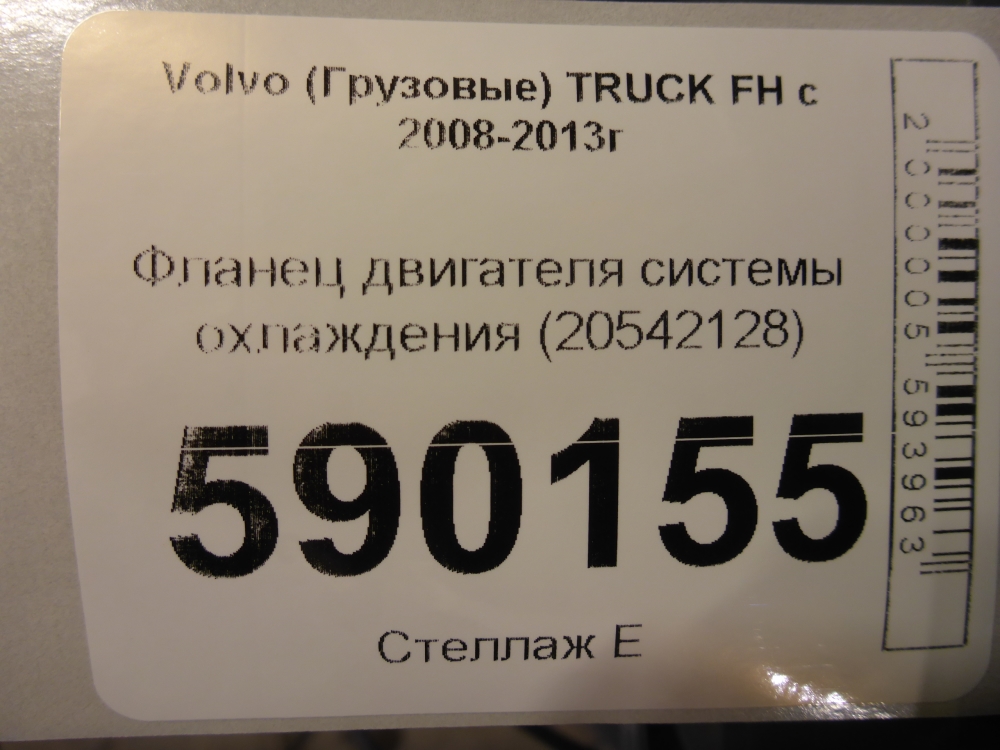 Volvo (Грузовые) TRUCK FH с
2008-2013г
Фланец двигателя системы
охлаждения (20542128)
590155
Стеллаж Е
2000005593963